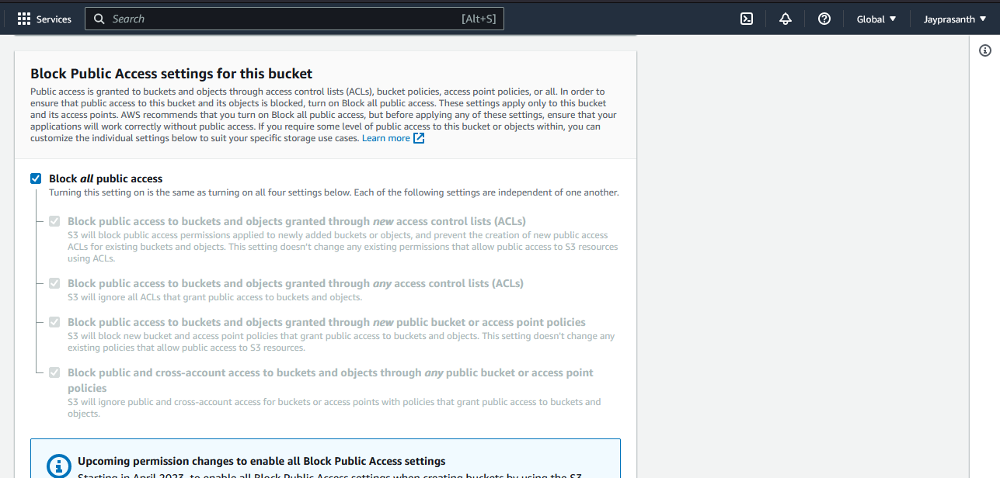 Services
Search
[Alt+S]
Global
Jayprasanth
Block Public Access settings for this bucket
Public access is granted to buckets and objects through access control lists (ACLs), bucket policies, access point policies, or all. In order to
ensure that public access to this bucket and its objects is blocked, turn on Block all public access. These settings apply only to this bucket
and its access points. AWS recommends that you turn on Block all public access, but before applying any of these settings, ensure that your
applications will work correctly without public access. If you require some level of public access to this bucket or objects within, you can
customize the individual settings below to suit your specific storage use cases. Learn more
Block all public access
Turning this setting on is the same as turning on all four settings below. Each of the following settings are independent of one another.
Block public access to buckets and objects granted through new access control lists (ACLs)
S3 will block public access permissions applied to newly added buckets or objects, and prevent the creation of new public access
ACLs for existing buckets and objects. This setting doesn't change any existing permissions that allow public access to S3 resources
using ACLs.
Block public access to buckets and objects granted through any access control lists (ACLs)
S3 will ignore all ACLs that grant public access to buckets and objects.
Block public access to buckets and objects granted through new public bucket or access point policies
S3 will block new bucket and access point policies that grant public access to buckets and objects. This setting doesn't change any
existing policies that allow public access to S3 resources.
Block public and cross-account access to buckets and objects through any public bucket or access point
policies
S3 will ignore public and cross-account access for buckets or access points with policies that grant public access to buckets and
objects.
Upcoming permission changes to enable all Block Public Access settings
Starting in April 2023, to enable all Block Public Access settings when creating buckets by using the S3